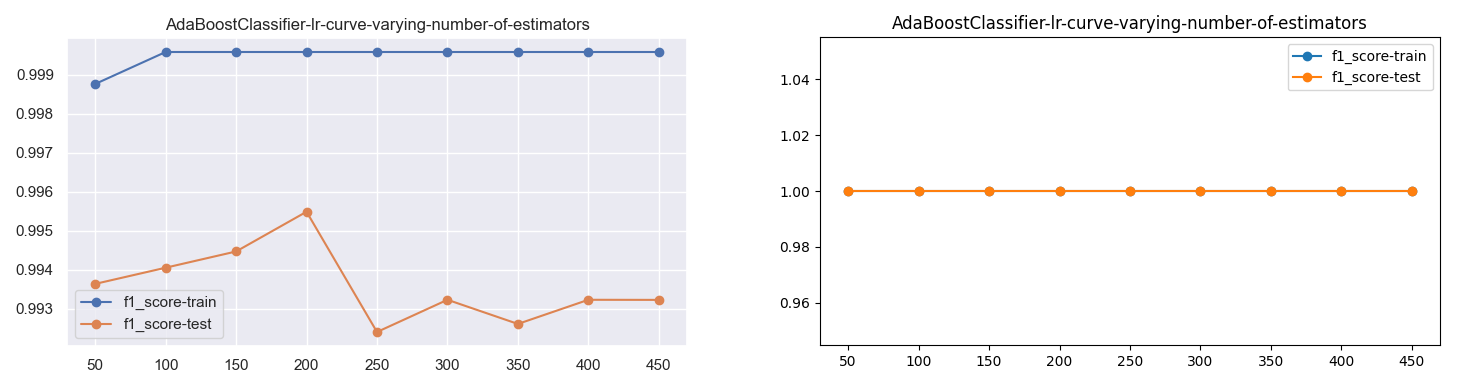 AdaBoostClassifier-lr-curve-varying-number-of-estimators
0.999
0.998
0.997
0.996
0.995
0.994
0.993
f1_score-train
f1_score-test
50 100 150 200 250 300 350 400 450
AdaBoostClassifier-lr-curve-varying-number-of-estimators
f1_score-train
f1_score-test
1.04
1.02
1.00
0.98
0.96
50 100 150 200 250 300 350 400 450